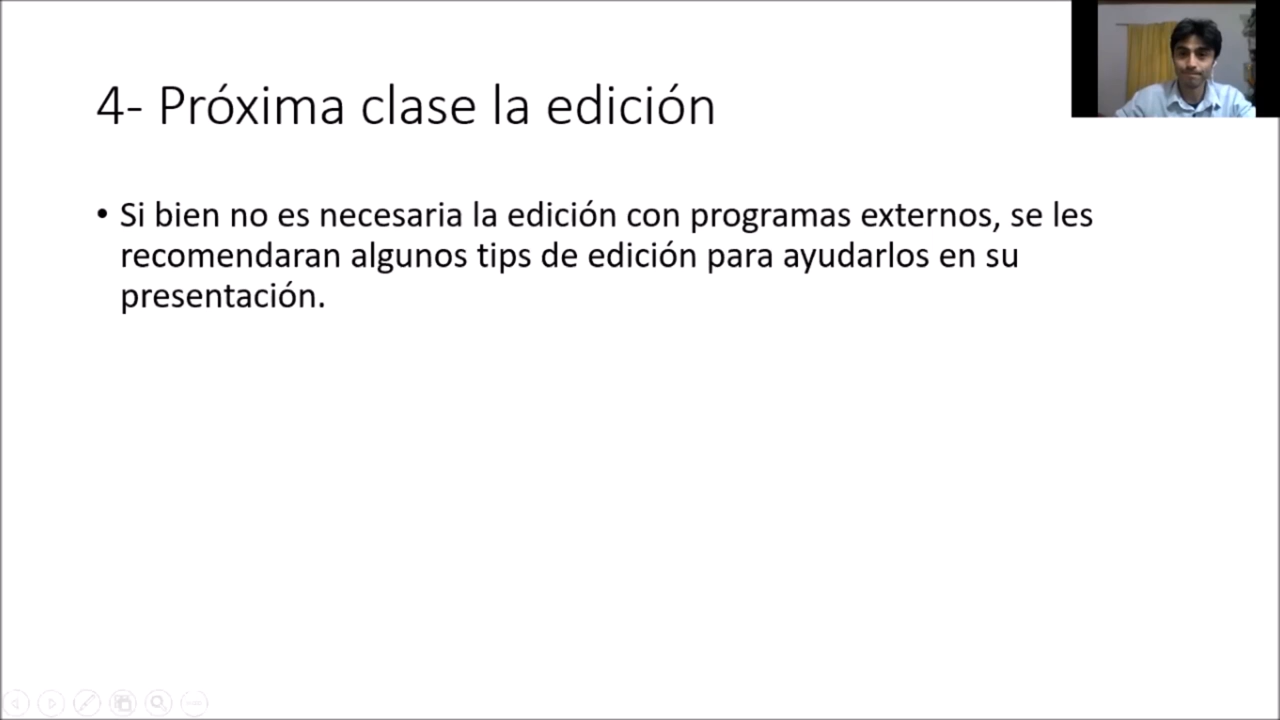 4- Próxima clase la edición
• Si bien no es necesaria la edición con programas externos, se les
recomendaran algunos tips de edición para ayudarlos en su
presentación.